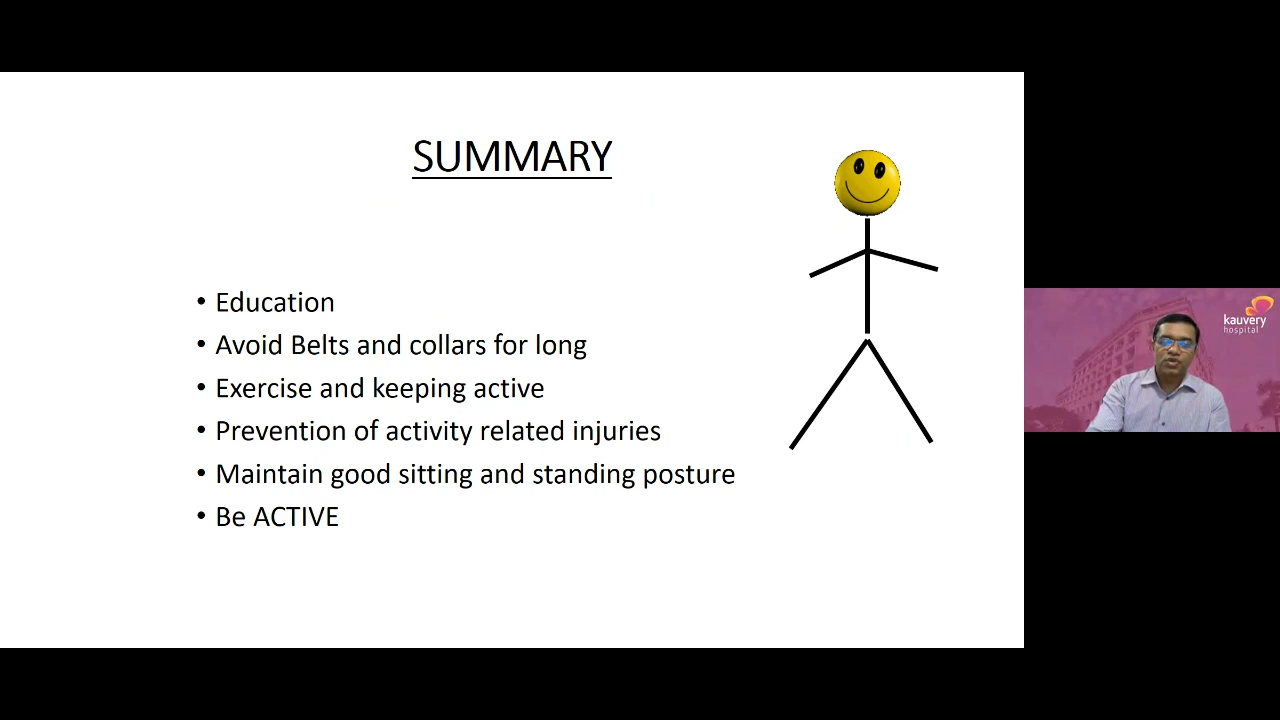 SUMMARY
• Education
• Avoid Belts and collars for long
• Exercise and keeping active
• Prevention of activity related injuries
• Maintain good sitting and standing posture
• Be ACTIVE
kauvery
hospital